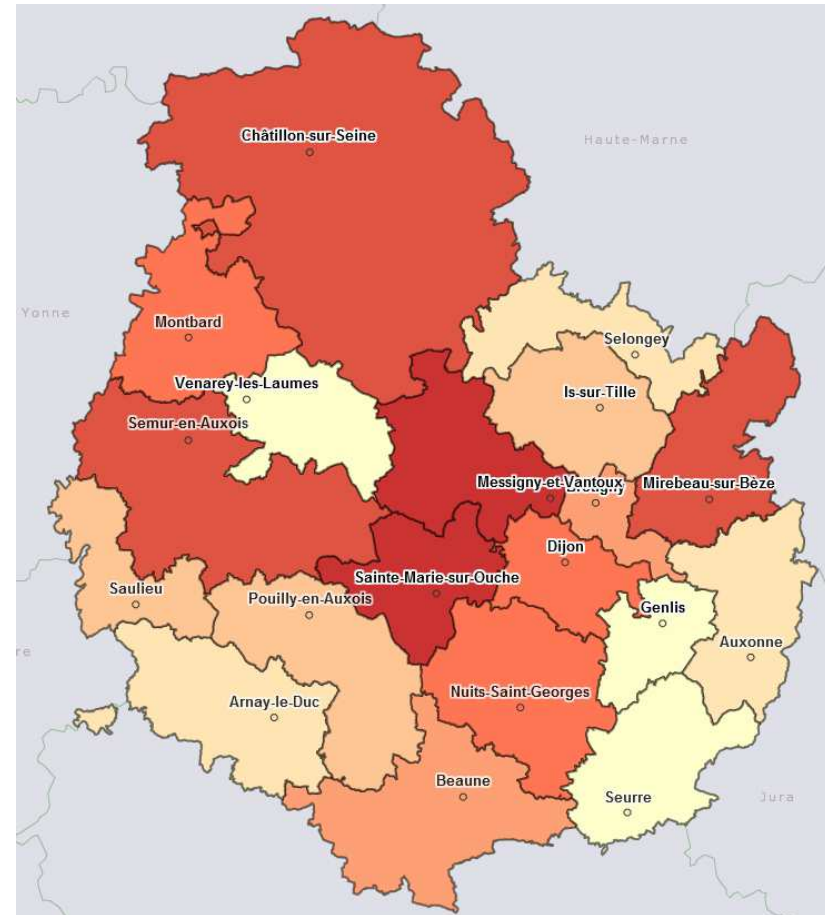 Châtillon-sur-Seine
Haute-Marne
Yonne
Montbard
Selongey
Venarey-les-Laumes
Is-sur-Tille
Semur-en-Auxois
Messigny-et-Vantoux
Mirebeau-sur-Bèze
Dijon
Sainte-Marie-sur-Ouche
Saulieu
Pouilly-en-Auxois
Genlis
re
Auxonne
Nuits-Saint-Georges
Arnay-le-Duc
Beaune
Seurre
Jura